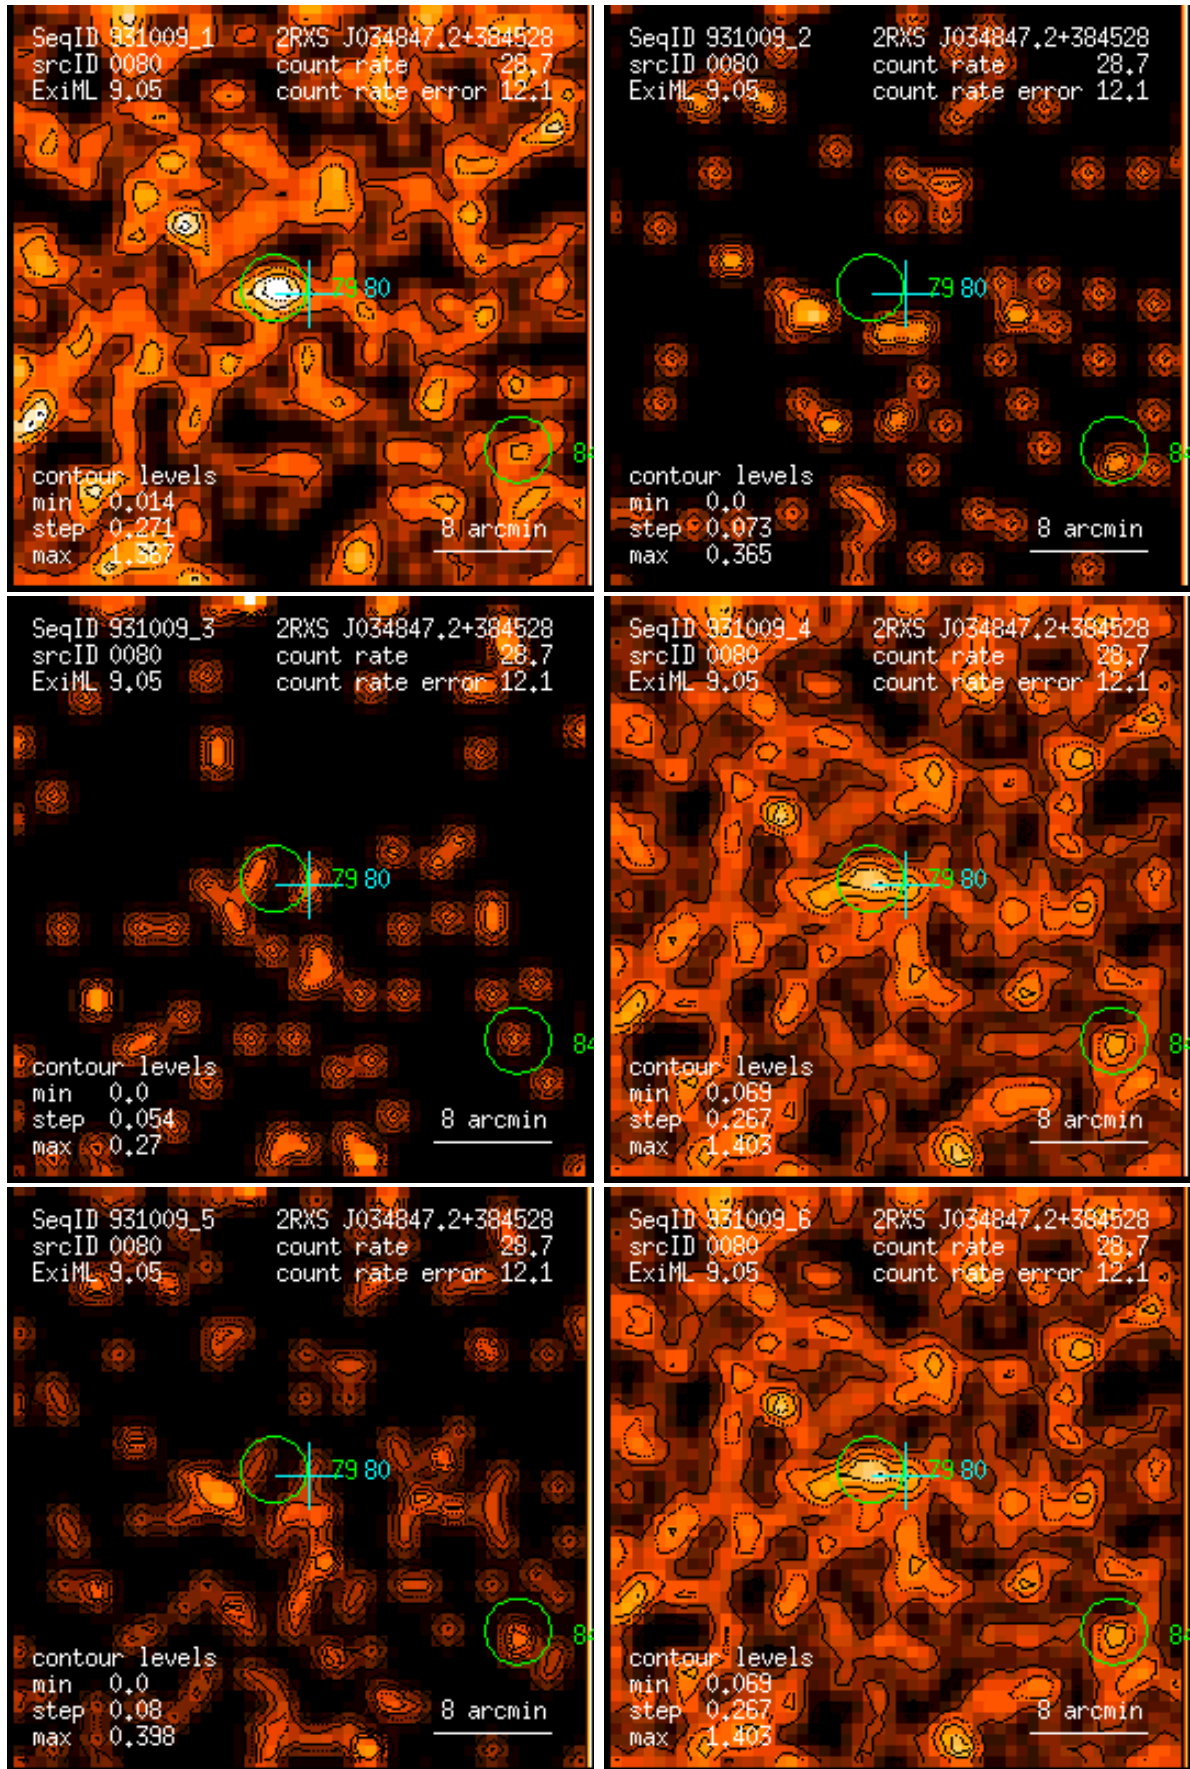 SeqID 931009_1 2RXS J034847.2+384528
srcID 0080 count rate 28.7
ExiML 9.05 count rate error 12.1
79 80
84
contour levels
min 0.014
step 0.271
max 1.367
8 arcmin
SeqID 931009_2 2RXS J034847.2+384528
srcID 0080 count rate 28.7
ExiML 9.05 count rate error 12.1
79 80
84
contour levels
min 0.0
step 0.073
max 0.365
8 arcmin
SeqID 931009_3 2RXS J034847.2+384528
srcID 0080 count rate 28.7
ExiML 9.05 count rate error 12.1
79 80
84
contour levels
min 0.0
step 0.054
max 0.27
8 arcmin
SeqID 931009_4 2RXS J034847.2+384528
srcID 0080 count rate 28.7
ExiML 9.05 count rate error 12.1
79 80
84
contour levels
min 0.069
step 0.267
max 1.403
8 arcmin
SeqID 931009_5 2RXS J034847.2+384528
srcID 0080 count rate 28.7
ExiML 9.05 count rate error 12.1
79 80
84
contour levels
min 0.0
step 0.08
max 0.398
8 arcmin
SeqID 931009_6 2RXS J034847.2+384528
srcID 0080 count rate 28.7
ExiML 9.05 count rate error 12.1
79 80
84
contour levels
min 0.069
step 0.267
max 1.403
8 arcmin